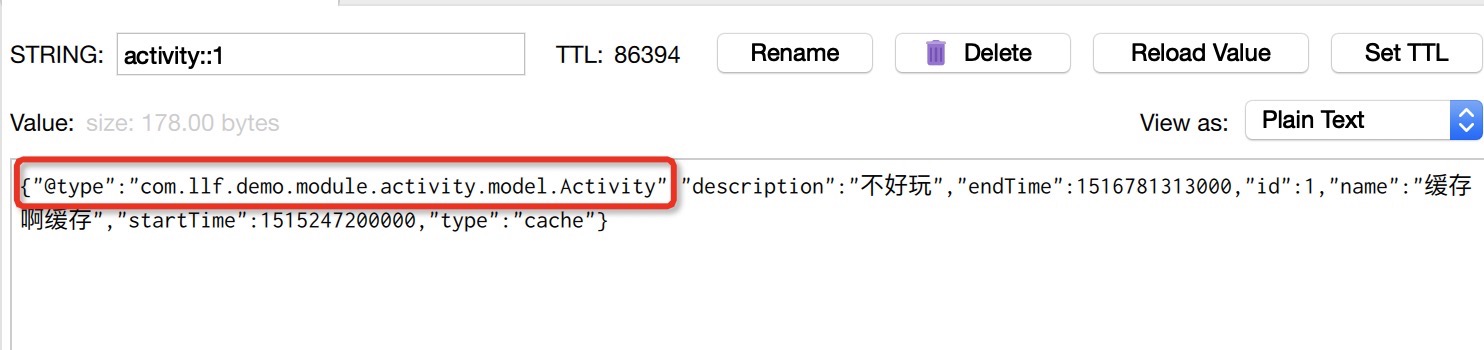 STRING: activity::1 TTL: 86394 Rename Delete Reload Value Set TTL
Value: size: 178.00 bytes View as: Plain Text
{"@type":"com.llf.demo.module.activity.model.Activity","description":"不好玩","endTime":1516781313000,"id":1,"name":"缓存
啊缓存","startTime":1515247200000,"type":"cache"}